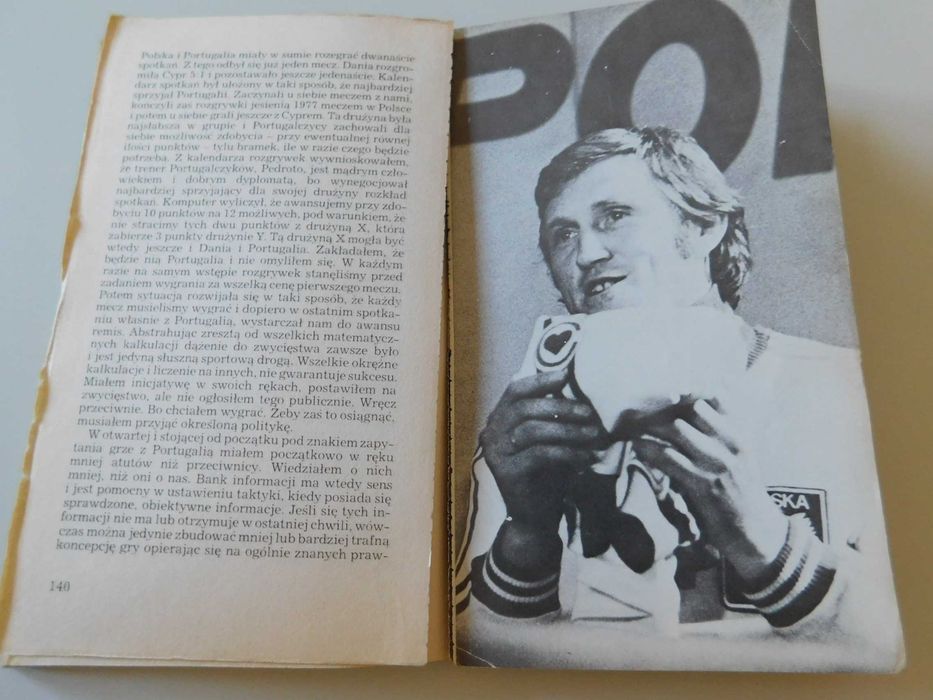 Polska i Portugalia miały w sumie rozegrać dwanaście
spotkań. Z tego odbył się już jeden mecz. Dania rozgro-
miła Cypr 5:1 i pozostawało jeszcze jedenaście. Kalen-
darz spotkań był ułożony w taki sposób, że najbardziej
sprzyjał Portugalii. Zaczynali u siebie meczem z nami,
kończyli zaś rozgrywki jesienią 1977 meczem w Polsce
i potem u siebie grali jeszcze z Cyprem. Ta drużyna była
najsłabsza w grupie i Portugalczycy zachowali dla
siebie możliwość zdobycia – przy ewentualnej równej
ilości punktów – tylu bramek, ile w razie czego będzie
potrzeba. Z kalendarza rozgrywek wywnioskowałem,
że trener Portugalczyków, Pedroto, jest mądrym czło-
wiekiem i dobrym dyplomatą, bo wynegocjował
najbardziej sprzyjający dla swojej drużyny rozkład
spotkań. Komputer wyliczył, że awansujemy przy zdo-
byciu 10 punktów na 12 możliwych, pod warunkiem, że
nie stracimy tych dwu punktów z drużyną X, która
zabierze 3 punkty drużynie Y. Tą drużyną X mogła być
wtedy jeszcze i Dania i Portugalia. Zakładałem, że
będzie nią Portugalia i nie omyliłem się. W każdym
razie na samym wstępie rozgrywek stanęliśmy przed
zadaniem wygrania za wszelką cenę pierwszego meczu.
Potem sytuacja rozwijała się w taki sposób, że każdy
mecz musieliśmy wygrać i dopiero w ostatnim spotka-
niu właśnie z Portugalią, wystarczał nam do awansu
remis. Abstrahując zresztą od wszelkich matematycz-
nych kalkulacji dążenie do zwycięstwa zawsze było
i jest jedyną słuszną sportową drogą. Wszelkie okrężne
kalkulacje i liczenie na innych, nie gwarantuje sukcesu.
Miałem inicjatywę w swoich rękach, postawiłem na
zwycięstwo, ale nie ogłosiłem tego publicznie. Wręcz
przeciwnie. Bo chciałem wygrać. Żeby zaś to osiągnąć,
musiałem przyjąć określoną politykę.
W otwartej i stojącej od początku pod znakiem zapy-
tania grze z Portugalią miałem początkowo w ręku
mniej atutów niż przeciwnicy. Wiedziałem o nich
mniej, niż oni o nas. Bank informacji ma wtedy sens
i jest pomocny w ustawieniu taktyki, kiedy posiada się
sprawdzone, obiektywne informacje. Jeśli się tych in-
formacji nie ma lub otrzymuje w ostatniej chwili, wów-
czas można jedynie zbudować mniej lub bardziej trafną
koncepcję gry opierając się na ogólnie znanych praw-
140
PO
SKA